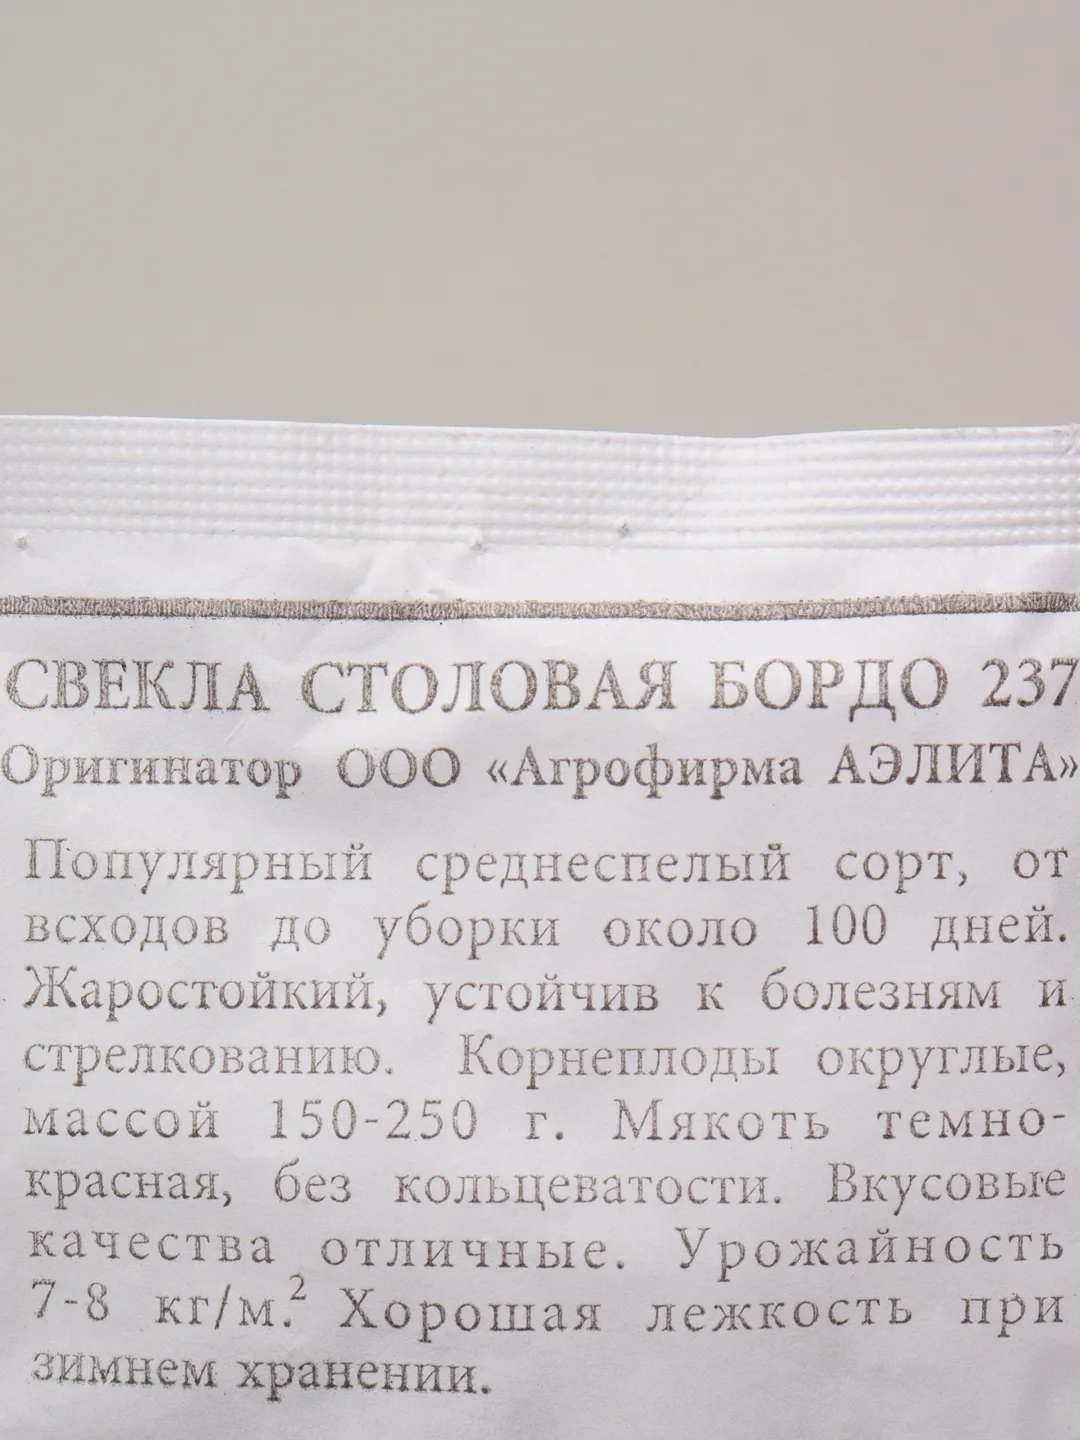 СВЕКЛА СТОЛОВАЯ БОРДО 237
Оригинатор ООО «Агрофирма АЭЛИТА»
Популярный среднеспелый сорт, от
всходов до уборки около 100 дней.
Жаростойкий, устойчив к болезням и
стрелкованию. Корнеплоды округлые,
массой 150-250 г. Мякоть темно-
красная, без кольцеватости. Вкусовые
качества отличные. Урожайность
7-8 кг/м.² Хорошая лежкость при
зимнем хранении.